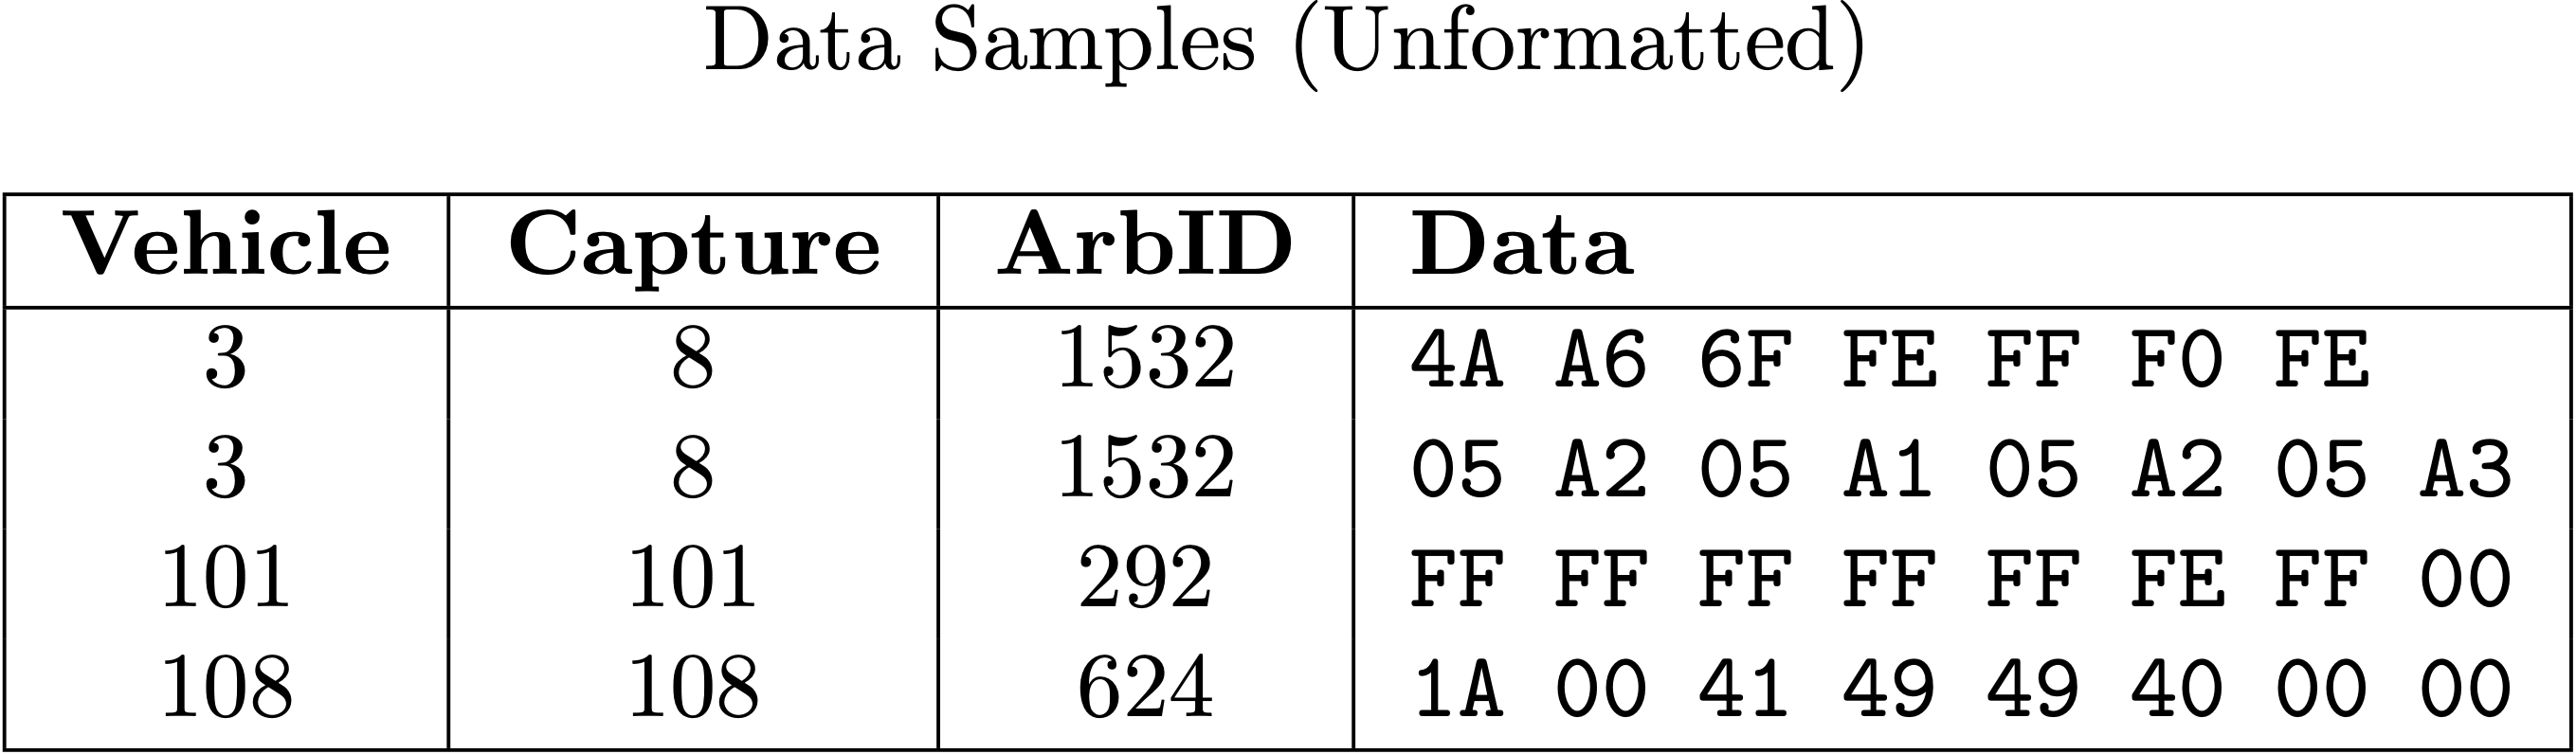 Data Samples (Unformatted)
Vehicle Capture ArbID Data
3 8 1532 4A A6 6F FE FF F0 FE
3 8 1532 05 A2 05 A1 05 A2 05 A3
101 101 292 FF FF FF FF FF FE FF 00
108 108 624 1A 00 41 49 49 40 00 00